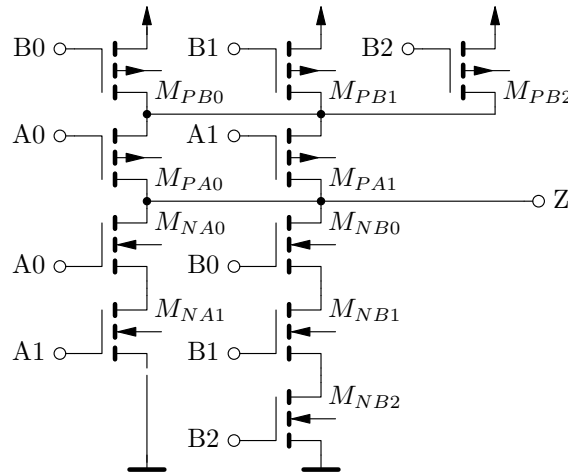 B0 B1 B2
M_{PB0} M_{PB1} M_{PB2}
A0 A1
M_{PA0} M_{PA1}
Z
M_{NA0} M_{NB0}
A0 B0
M_{NA1} M_{NB1}
A1 B1
M_{NB2}
B2